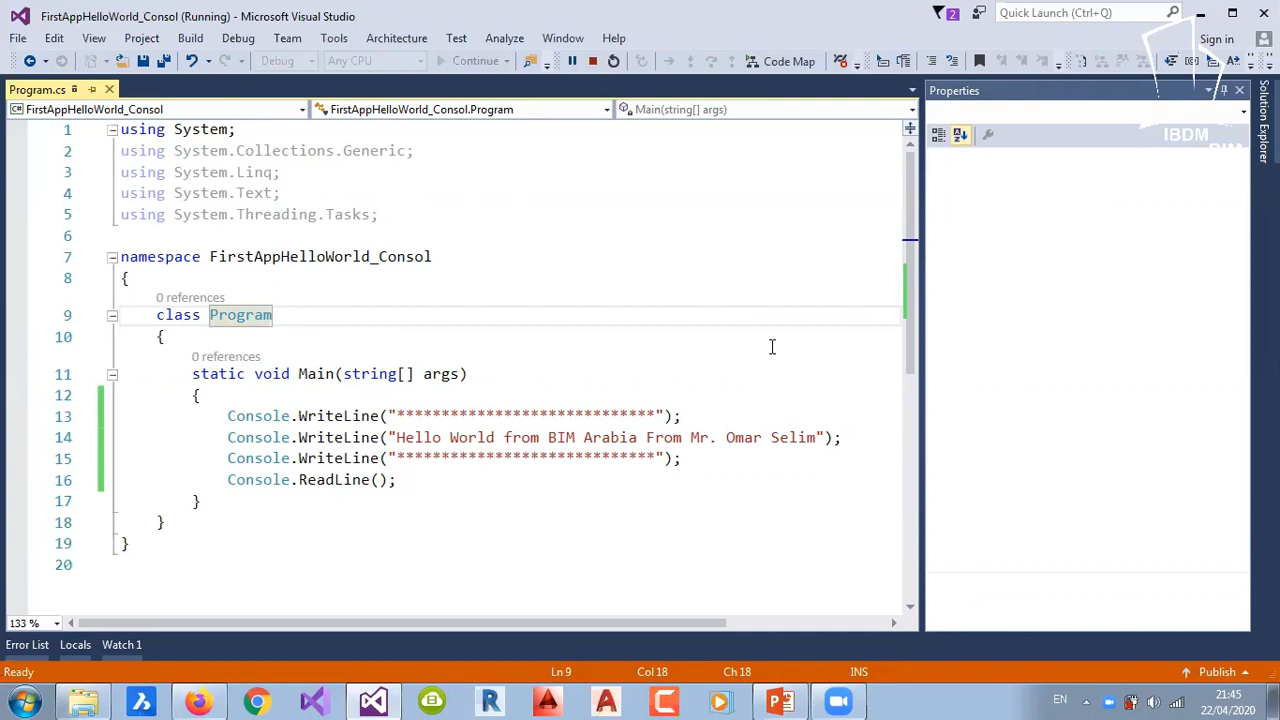 FirstAppHelloWorld_Consol (Running) - Microsoft Visual Studio
2
Quick Launch (Ctrl+Q)
File Edit View Project Build Debug Team Tools Architecture Test Analyze Window Help
Sign in
Debug Any CPU Continue Code Map
Program.cs
Properties
FirstAppHelloWorld_Consol FirstAppHelloWorld_Consol.Program Main(string[] args)
Solution Explorer
IBDM
BIM
1 using System;
2 using System.Collections.Generic;
3 using System.Linq;
4 using System.Text;
5 using System.Threading.Tasks;
6
7 namespace FirstAppHelloWorld_Consol
8 {
0 references
9 class Program
10 {
0 references
11 static void Main(string[] args)
12 {
13 Console.WriteLine("*****************************");
14 Console.WriteLine("Hello World from BIM Arabia From Mr. Omar Selim");
15 Console.WriteLine("*****************************");
16 Console.ReadLine();
17 }
18 }
19 }
20
133 %
Error List Locals Watch 1
Ready Ln 9 Col 18 Ch 18 INS Publish
EN 21:45
22/04/2020